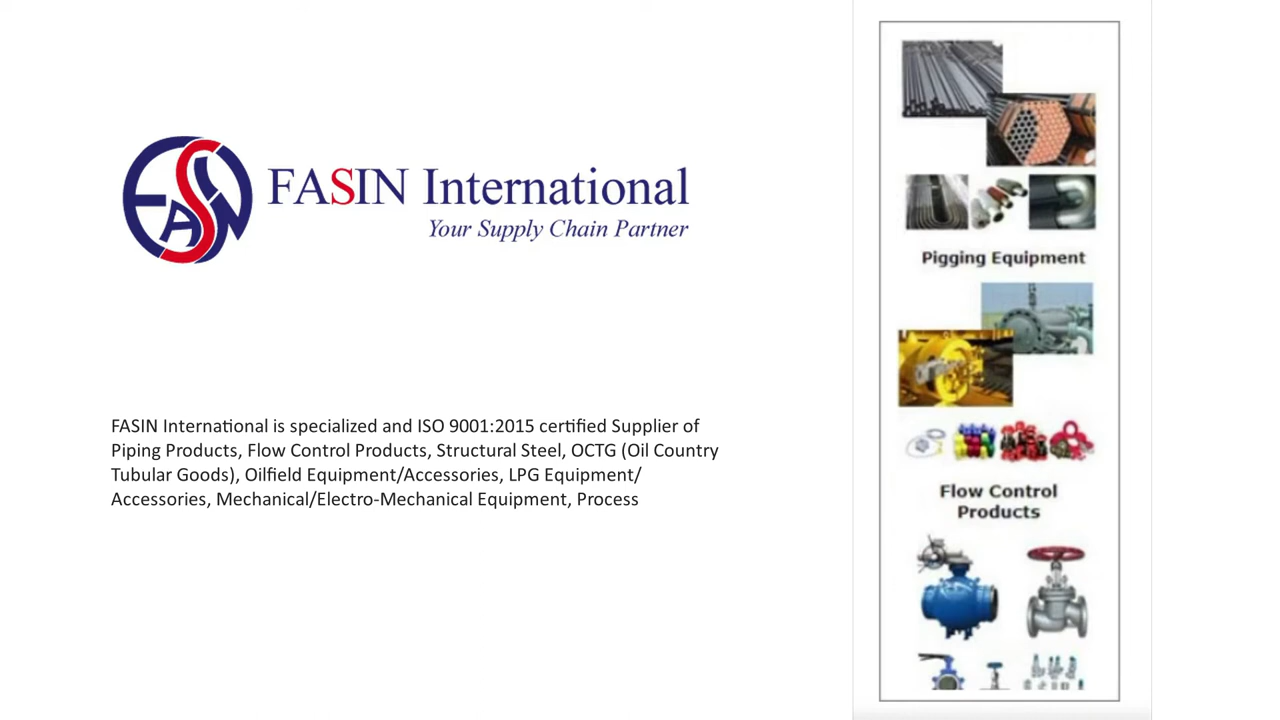 FASIN
FASIN International
Your Supply Chain Partner
FASIN International is specialized and ISO 9001:2015 certified Supplier of
Piping Products, Flow Control Products, Structural Steel, OCTG (Oil Country
Tubular Goods), Oilfield Equipment/Accessories, LPG Equipment/
Accessories, Mechanical/Electro-Mechanical Equipment, Process
Pigging Equipment
Flow Control
Products